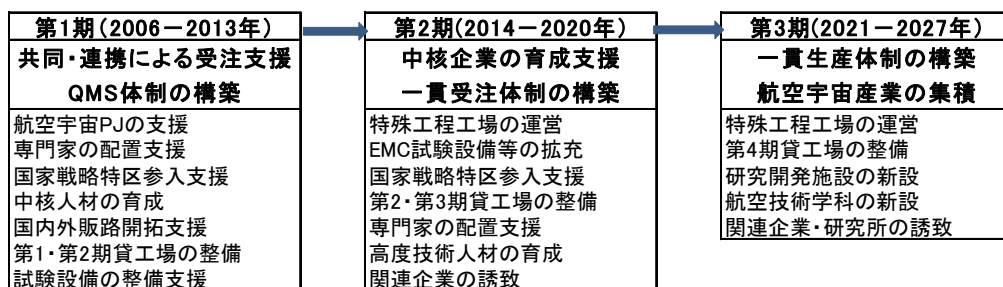 第1期(2006－2013年)
共同・連携による受注支援
QMS体制の構築
航空宇宙PJの支援
専門家の配置支援
国家戦略特区参入支援
中核人材の育成
国内外販路開拓支援
第1・第2期貸工場の整備
試験設備の整備支援
第2期(2014－2020年)
中核企業の育成支援
一貫受注体制の構築
特殊工程工場の運営
EMC試験設備等の拡充
国家戦略特区参入支援
第2・第3期貸工場の整備
専門家の配置支援
高度技術人材の育成
関連企業の誘致
第3期(2021－2027年)
一貫生産体制の構築
航空宇宙産業の集積
特殊工程工場の運営
第4期貸工場の整備
研究開発施設の新設
航空技術学科の新設
関連企業・研究所の誘致